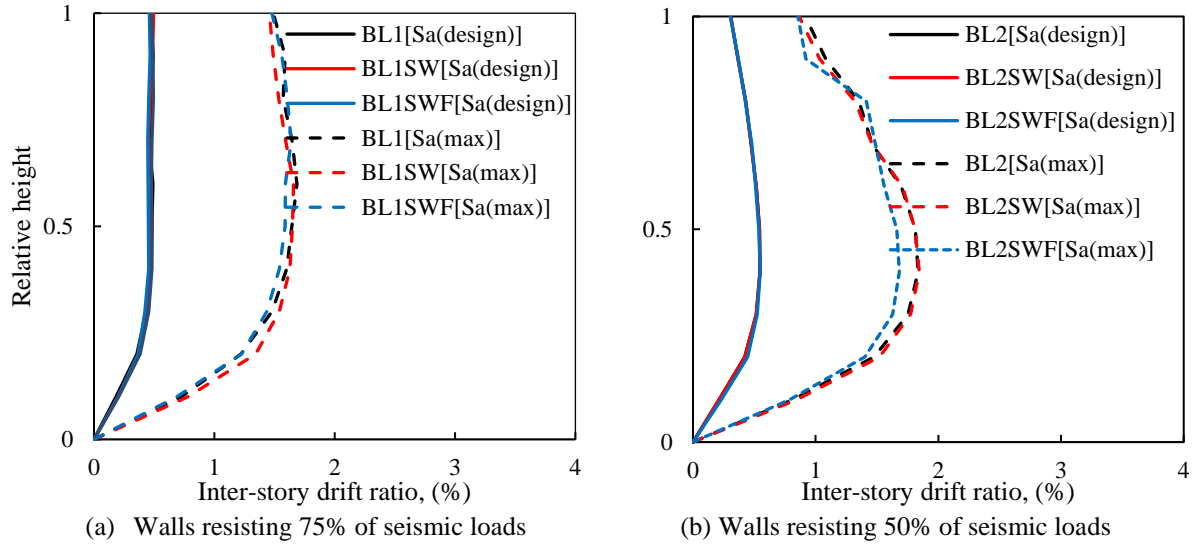 1
0.5
0
Relative height
0
1
2
3
4
Inter-story drift ratio, (%)
BL1[Sa(design)]
BL1SW[Sa(design)]
BL1SWF[Sa(design)]
BL1[Sa(max)]
BL1SW[Sa(max)]
BL1SWF[Sa(max)]
(a) Walls resisting 75% of seismic loads
1
0.5
0
0
1
2
3
4
Inter-story drift ratio, (%)
BL2[Sa(design)]
BL2SW[Sa(design)]
BL2SWF[Sa(design)]
BL2[Sa(max)]
BL2SW[Sa(max)]
BL2SWF[Sa(max)]
(b) Walls resisting 50% of seismic loads